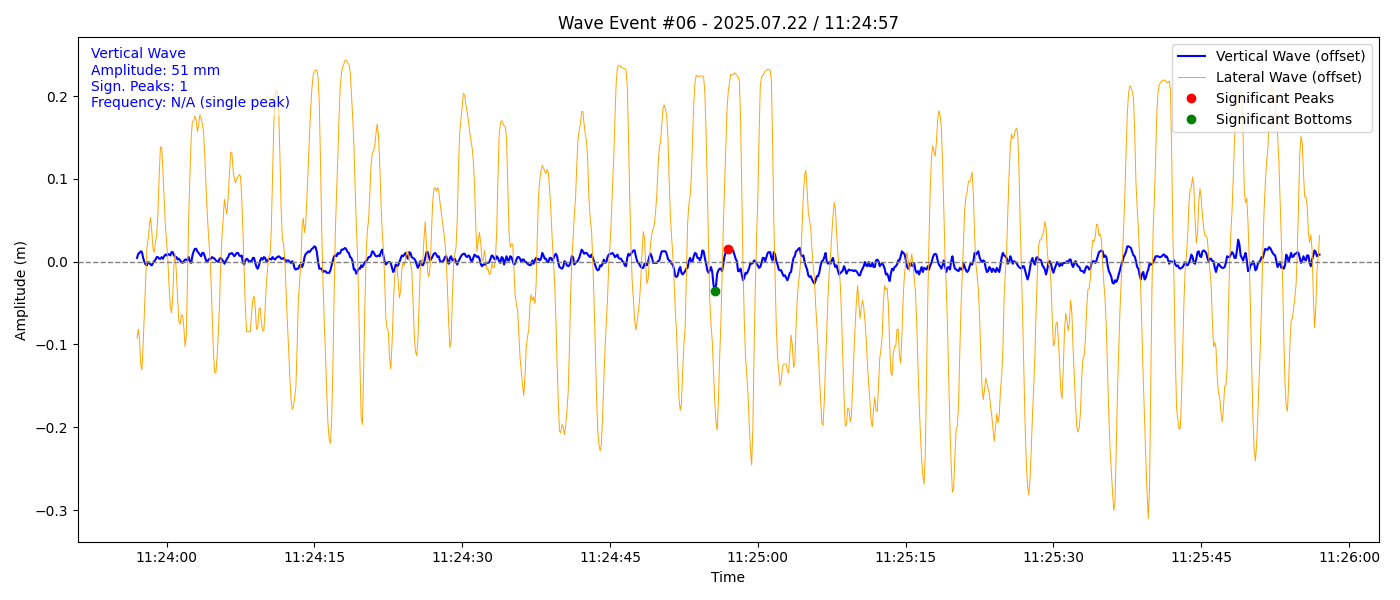 Wave Event #06 - 2025.07.22 / 11:24:57
Vertical Wave
Amplitude: 51 mm
Sign. Peaks: 1
Frequency: N/A (single peak)
Vertical Wave (offset)
Lateral Wave (offset)
Significant Peaks
Significant Bottoms
Amplitude (m)
0.2
0.1
0.0
−0.1
−0.2
−0.3
11:24:00 11:24:15 11:24:30 11:24:45 11:25:00 11:25:15 11:25:30 11:25:45 11:26:00
Time